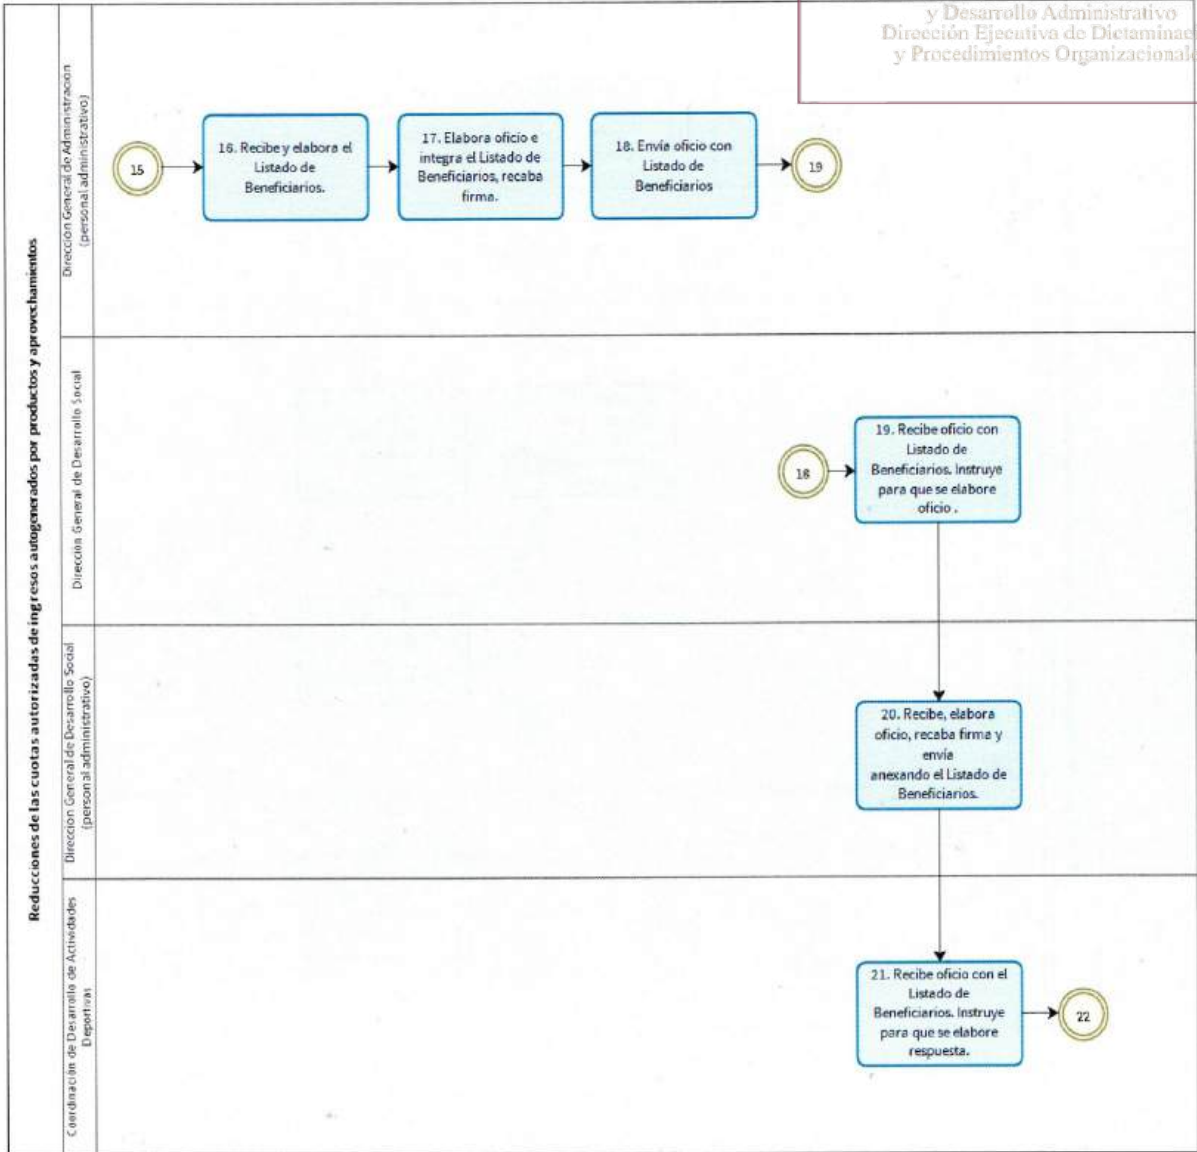 y Desarrollo Administrativo
Dirección Ejecutiva de Dictaminac
y Procedimientos Organizacionale
Reducciones de las cuotas autorizadas de ingresos autogenerados por productos y aprovechamientos
Dirección General de Administración
(personal administrativo)
15
16. Recibe y elabora el
Listado de
Beneficiarios.
17. Elabora oficio e
integra el Listado de
Beneficiarios, recaba
firma.
18. Envía oficio con
Listado de
Beneficiarios
19
Dirección General de Desarrollo Social
18
19. Recibe oficio con
Listado de
Beneficiarios. Instruye
para que se elabore
oficio .
Dirección General de Desarrollo Social
(personal administrativo)
20. Recibe, elabora
oficio, recaba firma y
envía
anexando el Listado de
Beneficiarios.
Coordinación de Desarrollo de Actividades
Deportivas
21. Recibe oficio con el
Listado de
Beneficiarios. Instruye
para que se elabore
respuesta.
22